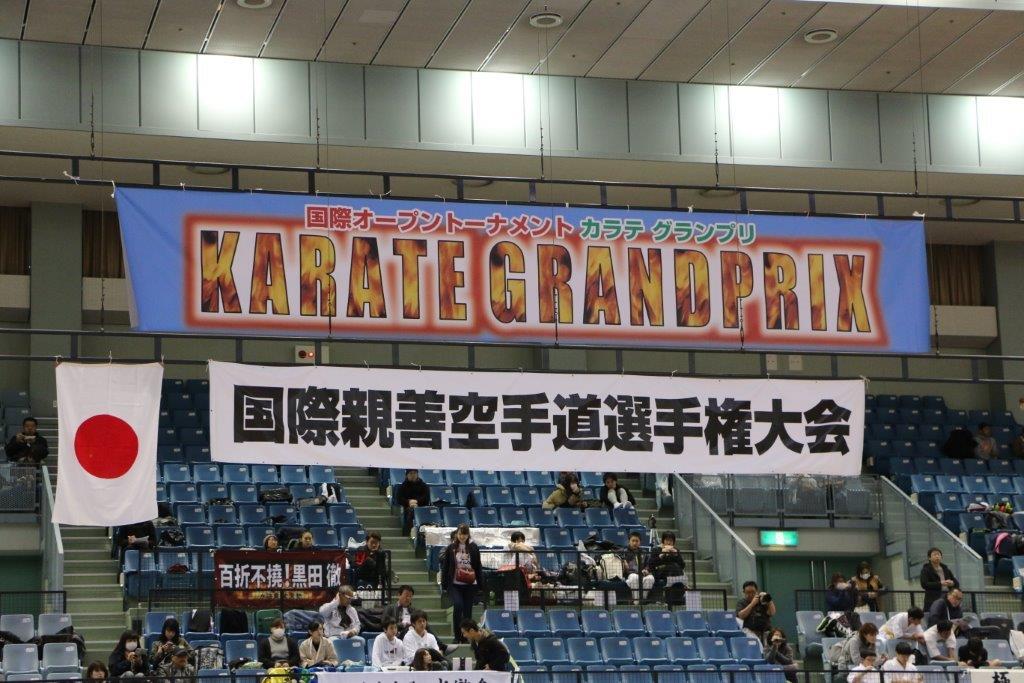 国際オープントーナメント カラテ グランプリ
KARATE GRANDPRIX
国際親善空手道選手権大会
百折不撓!黒田 徹
極